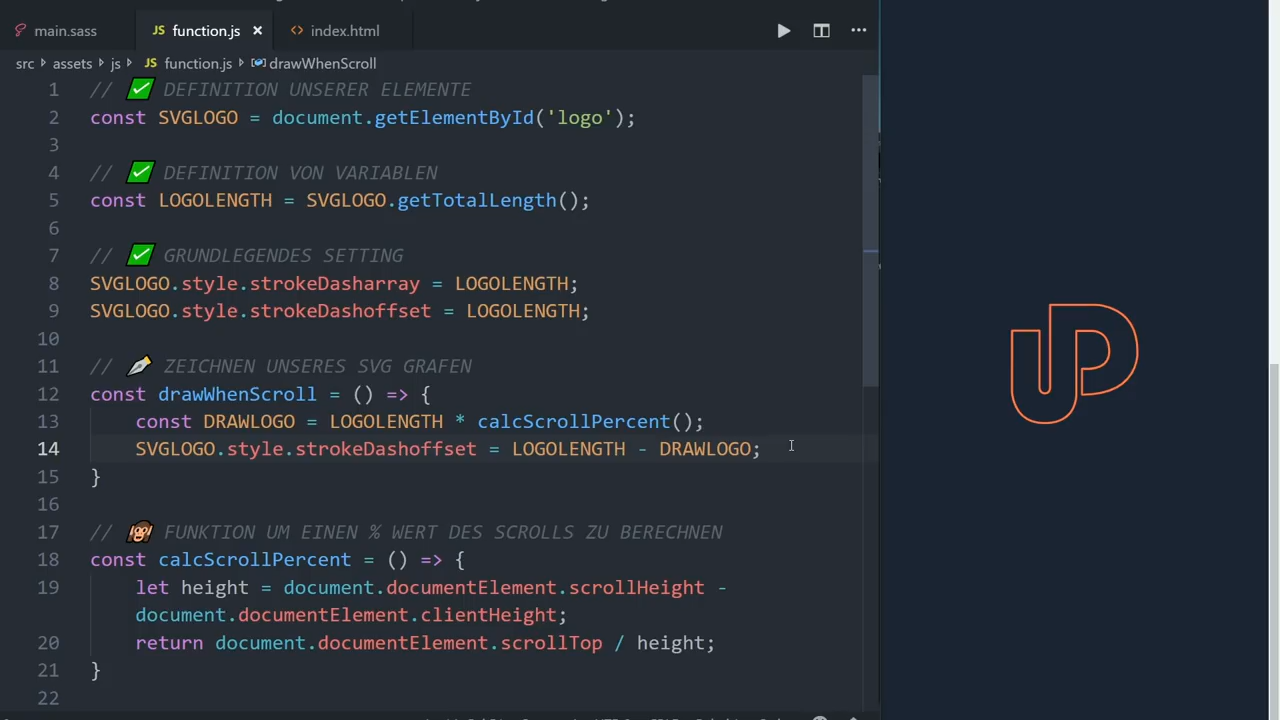 main.sass
JS function.js ×
<> index.html
src > assets > js > JS function.js > drawWhenScroll
1 // ✅ DEFINITION UNSERER ELEMENTE
2 const SVGLOGO = document.getElementById('logo');
3
4 // ✅ DEFINITION VON VARIABLEN
5 const LOGOLENGTH = SVGLOGO.getTotalLength();
6
7 // ✅ GRUNDLEGENDES SETTING
8 SVGLOGO.style.strokeDasharray = LOGOLENGTH;
9 SVGLOGO.style.strokeDashoffset = LOGOLENGTH;
10
11 // ZEICHNEN UNSERES SVG GRAFEN
12 const drawWhenScroll = () => {
13 const DRAWLOGO = LOGOLENGTH * calcScrollPercent();
14 SVGLOGO.style.strokeDashoffset = LOGOLENGTH - DRAWLOGO;
15 }
16
17 // 🙉 FUNKTION UM EINEN % WERT DES SCROLLS ZU BERECHNEN
18 const calcScrollPercent = () => {
19 let height = document.documentElement.scrollHeight -
document.documentElement.clientHeight;
20 return document.documentElement.scrollTop / height;
21 }
22
UP